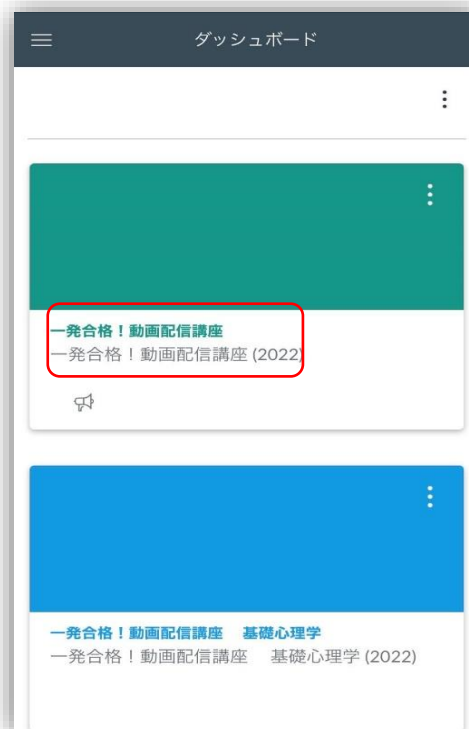 ダッシュボード
一発合格！動画配信講座
一発合格！動画配信講座 (2022)
一発合格！動画配信講座　基礎心理学
一発合格！動画配信講座　基礎心理学 (2022)